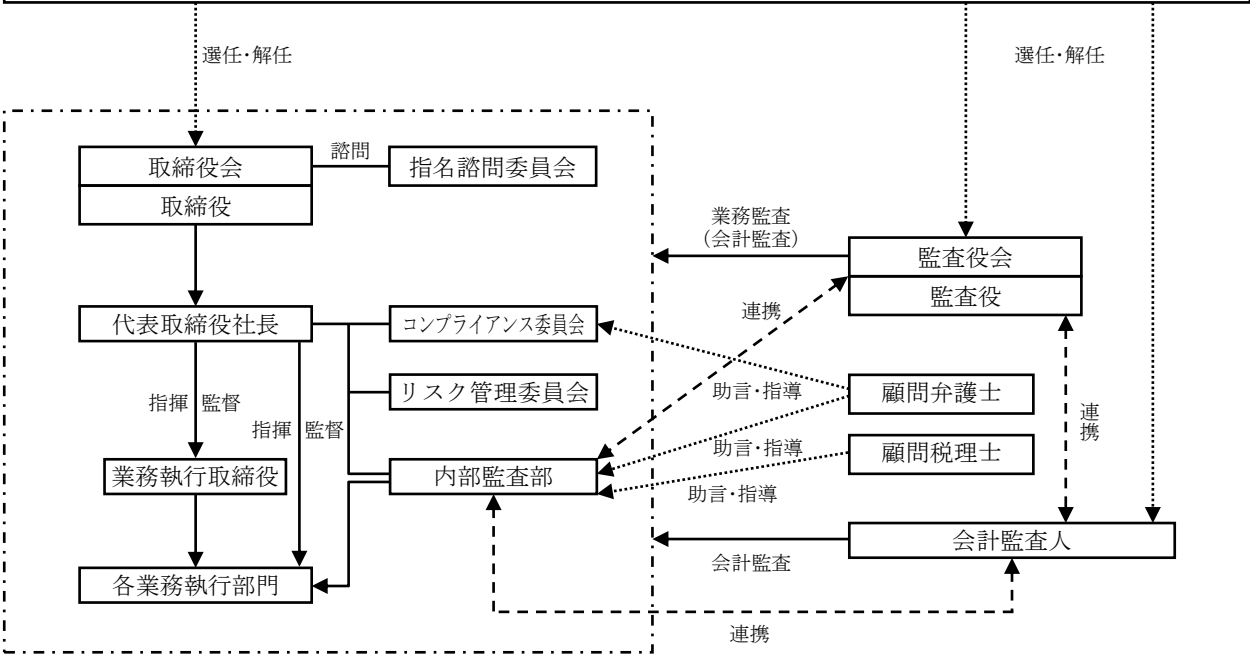 選任・解任
選任・解任
取締役会
諮問
指名諮問委員会
取締役
業務監査
(会計監査)
監査役会
監査役
代表取締役社長
コンプライアンス委員会
連携
リスク管理委員会
助言・指導
顧問弁護士
指揮 監督
指揮 監督
連携
助言・指導
顧問税理士
業務執行取締役
内部監査部
助言・指導
会計監査人
会計監査
各業務執行部門
連携